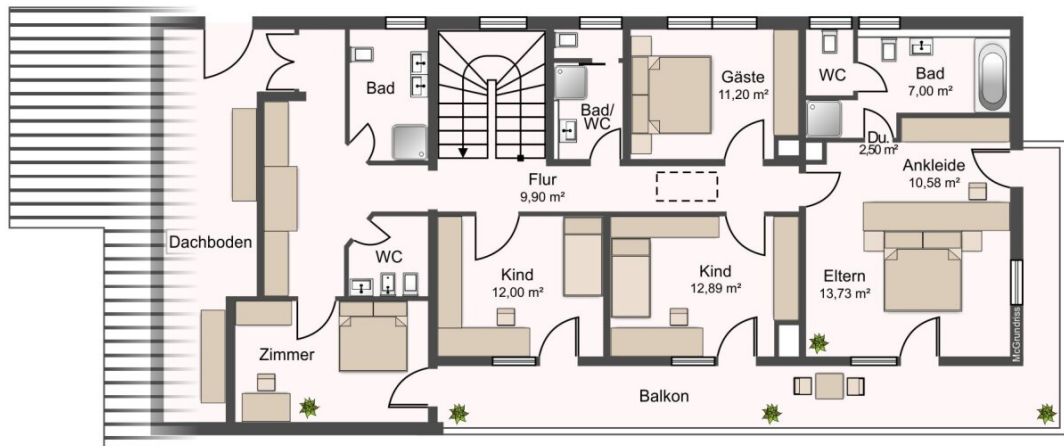 Bad
Bad/
WC
Gäste
11,20 m²
WC
Bad
7,00 m²
Du.
2,50 m²
Ankleide
10,58 m²
Flur
9,90 m²
Dachboden
WC
Kind
12,00 m²
Kind
12,89 m²
Eltern
13,73 m²
McGrundriss
Zimmer
Balkon